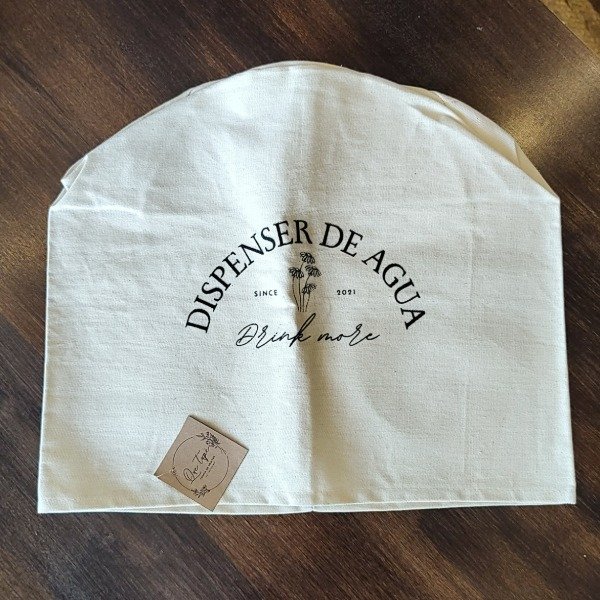 DISPENSER DE AGUA
SINCE 2021
Drink more